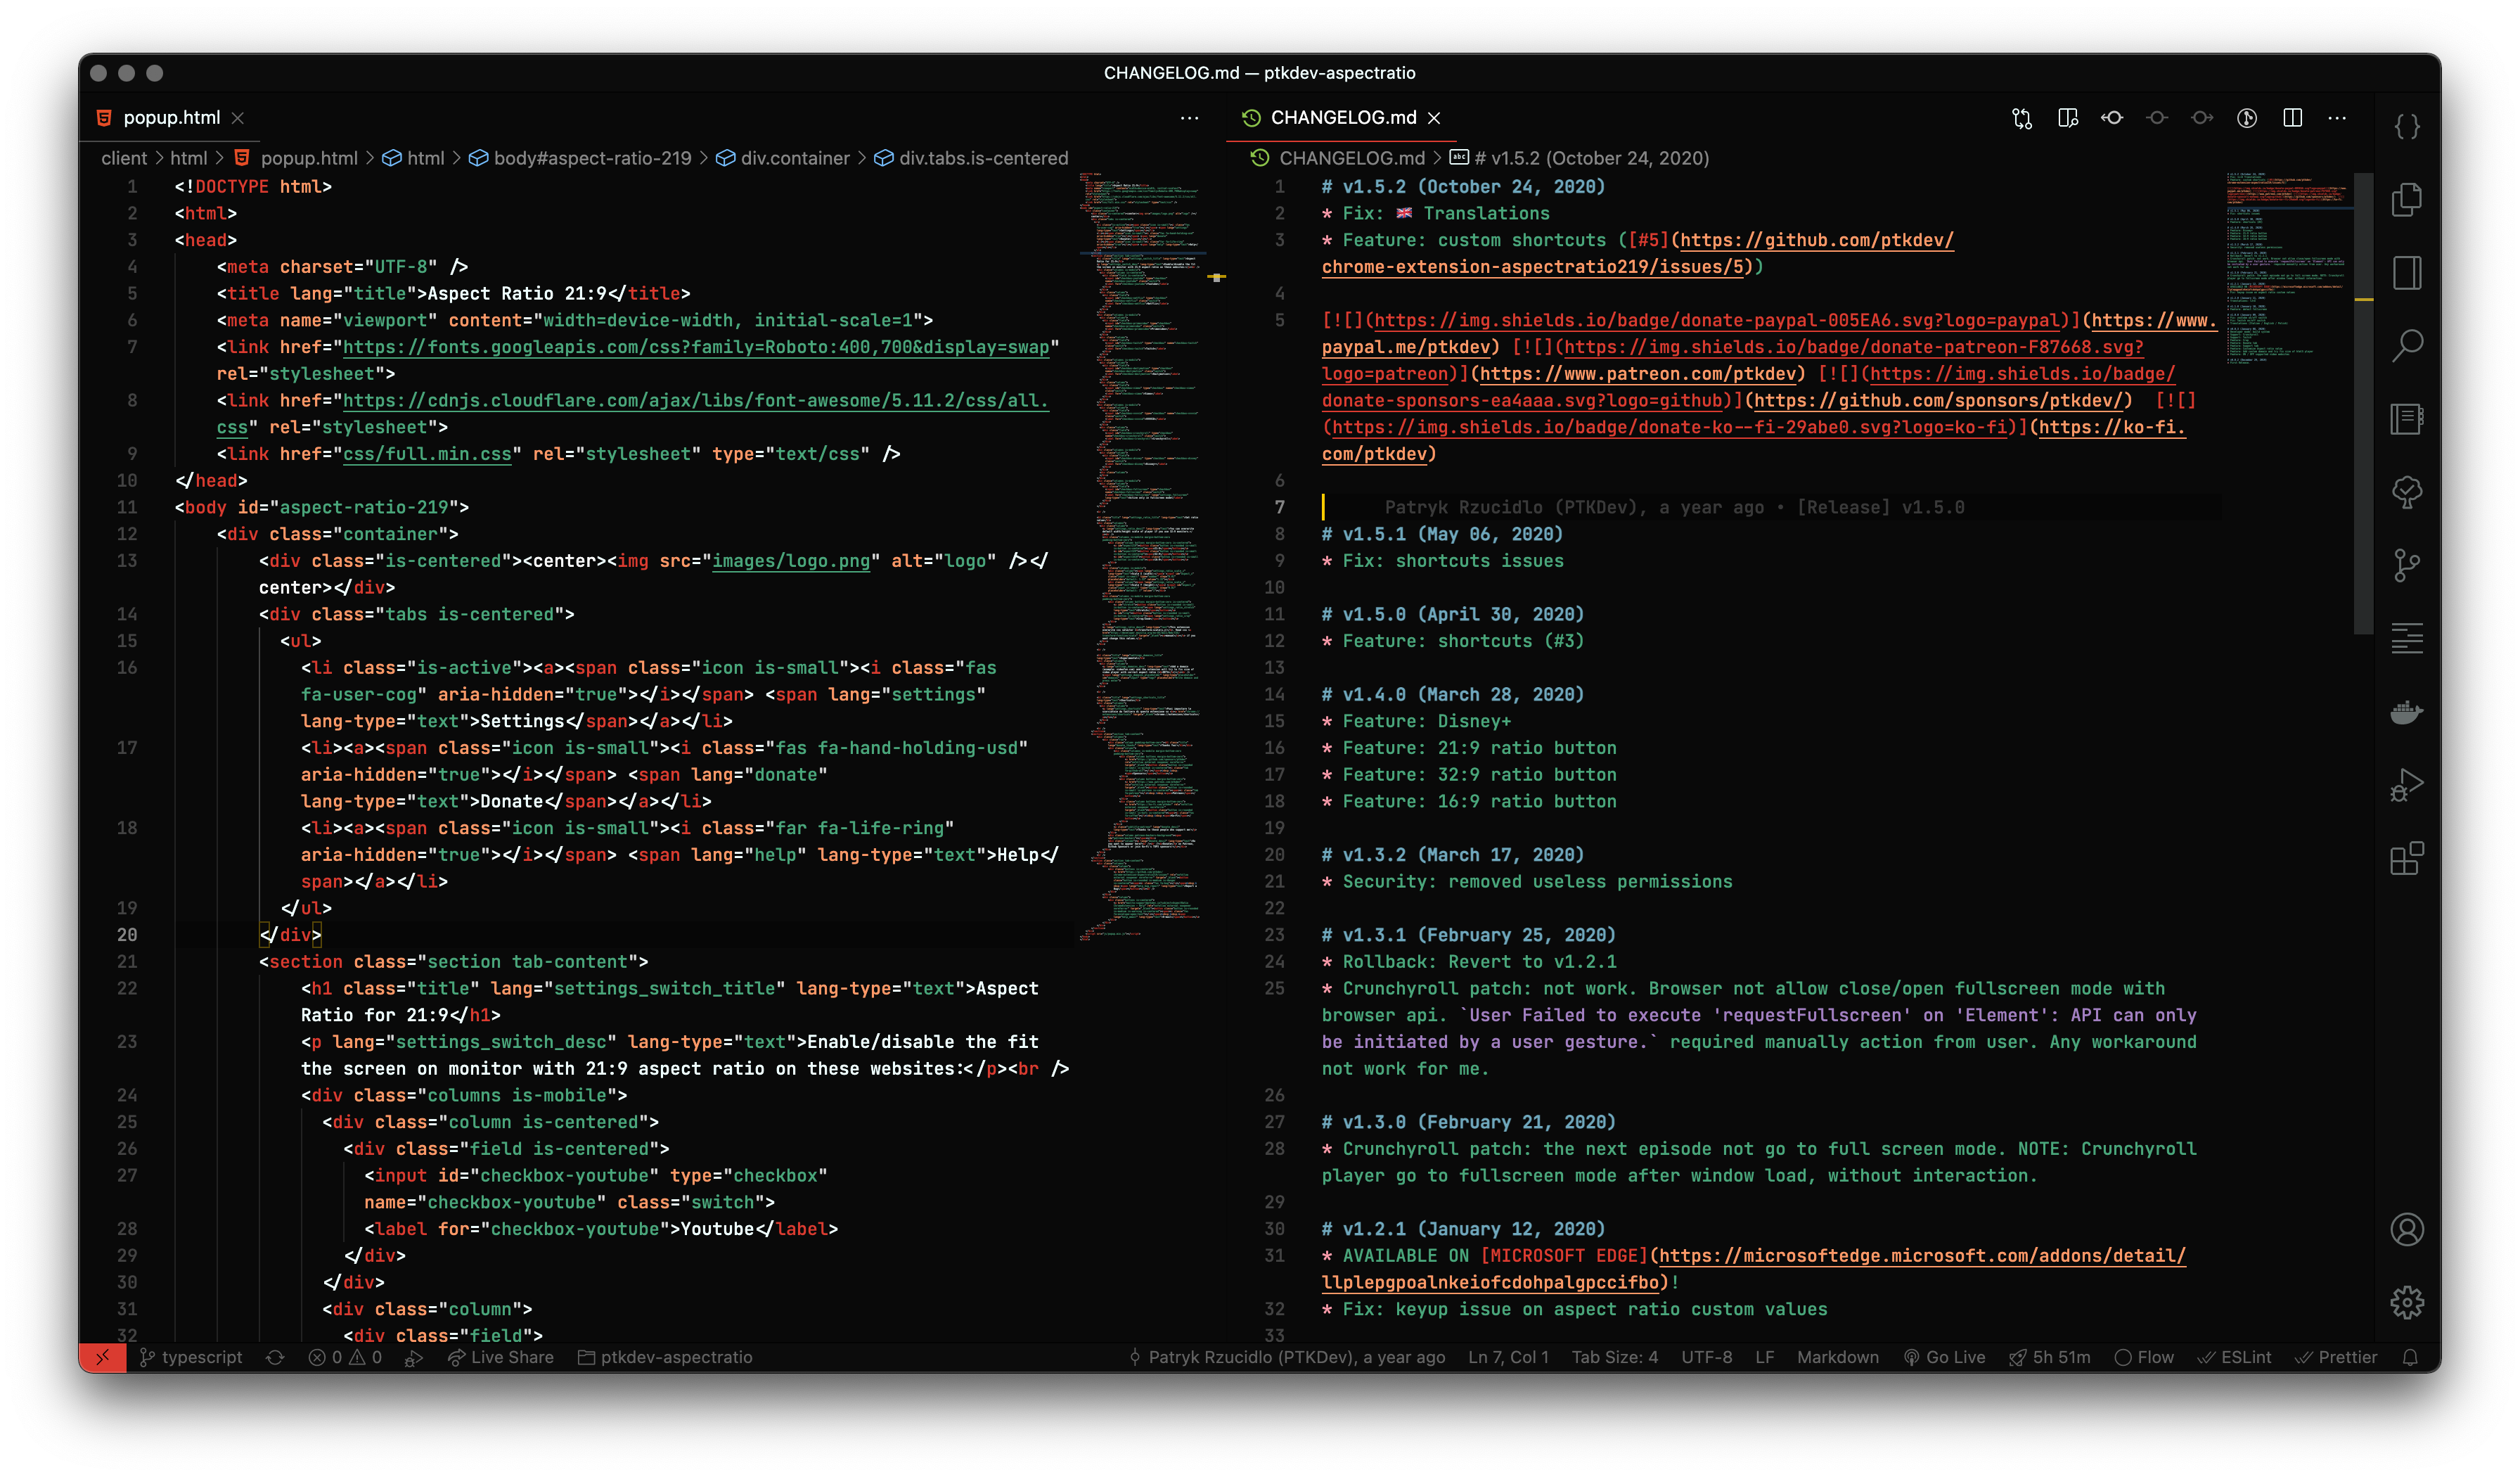 CHANGELOG.md — ptkdev-aspectratio
popup.html
client > html > popup.html > html > body#aspect-ratio-219 > div.container > div.tabs.is-centered
1 <!DOCTYPE html>
2 <html>
3 <head>
4 <meta charset="UTF-8" />
5 <title lang="title">Aspect Ratio 21:9</title>
6 <meta name="viewport" content="width=device-width, initial-scale=1">
7 <link href="https://fonts.googleapis.com/css?family=Roboto:400,700&display=swap"
rel="stylesheet">
8 <link href="https://cdnjs.cloudflare.com/ajax/libs/font-awesome/5.11.2/css/all.
css" rel="stylesheet">
9 <link href="css/full.min.css" rel="stylesheet" type="text/css" />
10 </head>
11 <body id="aspect-ratio-219">
12 <div class="container">
13 <div class="is-centered"><center><img src="images/logo.png" alt="logo" /></
center></div>
14 <div class="tabs is-centered">
15 <ul>
16 <li class="is-active"><a><span class="icon is-small"><i class="fas
fa-user-cog" aria-hidden="true"></i></span> <span lang="settings"
lang-type="text">Settings</span></a></li>
17 <li><a><span class="icon is-small"><i class="fas fa-hand-holding-usd"
aria-hidden="true"></i></span> <span lang="donate"
lang-type="text">Donate</span></a></li>
18 <li><a><span class="icon is-small"><i class="far fa-life-ring"
aria-hidden="true"></i></span> <span lang="help" lang-type="text">Help</
span></a></li>
19 </ul>
20 </div>
21 <section class="section tab-content">
22 <h1 class="title" lang="settings_switch_title" lang-type="text">Aspect
Ratio for 21:9</h1>
23 <p lang="settings_switch_desc" lang-type="text">Enable/disable the fit
the screen on monitor with 21:9 aspect ratio on these websites:</p><br />
24 <div class="columns is-mobile">
25 <div class="column is-centered">
26 <div class="field is-centered">
27 <input id="checkbox-youtube" type="checkbox"
name="checkbox-youtube" class="switch">
28 <label for="checkbox-youtube">Youtube</label>
29 </div>
30 </div>
31 <div class="column">
32 <div class="field">
CHANGELOG.md
CHANGELOG.md > abc # v1.5.2 (October 24, 2020)
1 # v1.5.2 (October 24, 2020)
2 * Fix: 🇬🇧 Translations
3 * Feature: custom shortcuts ([#5](https://github.com/ptkdev/
chrome-extension-aspectratio219/issues/5))
4
5 [![](https://img.shields.io/badge/donate-paypal-005EA6.svg?logo=paypal)](https://www.
paypal.me/ptkdev) [![](https://img.shields.io/badge/donate-patreon-F87668.svg?
logo=patreon)](https://www.patreon.com/ptkdev) [![](https://img.shields.io/badge/
donate-sponsors-ea4aaa.svg?logo=github)](https://github.com/sponsors/ptkdev/) [![]
(https://img.shields.io/badge/donate-ko--fi-29abe0.svg?logo=ko-fi)](https://ko-fi.
com/ptkdev)
6
7 Patryk Rzucidlo (PTKDev), a year ago • [Release] v1.5.0
8 # v1.5.1 (May 06, 2020)
9 * Fix: shortcuts issues
10
11 # v1.5.0 (April 30, 2020)
12 * Feature: shortcuts (#3)
13
14 # v1.4.0 (March 28, 2020)
15 * Feature: Disney+
16 * Feature: 21:9 ratio button
17 * Feature: 32:9 ratio button
18 * Feature: 16:9 ratio button
19
20 # v1.3.2 (March 17, 2020)
21 * Security: removed useless permissions
22
23 # v1.3.1 (February 25, 2020)
24 * Rollback: Revert to v1.2.1
25 * Crunchyroll patch: not work. Browser not allow close/open fullscreen mode with
browser api. `User Failed to execute 'requestFullscreen' on 'Element': API can only
be initiated by a user gesture.` required manually action from user. Any workaround
not work for me.
26
27 # v1.3.0 (February 21, 2020)
28 * Crunchyroll patch: the next episode not go to full screen mode. NOTE: Crunchyroll
player go to fullscreen mode after window load, without interaction.
29
30 # v1.2.1 (January 12, 2020)
31 * AVAILABLE ON [MICROSOFT EDGE](https://microsoftedge.microsoft.com/addons/detail/
llplepgpoalnkeiofcdohpalgpccifbo)!
32 * Fix: keyup issue on aspect ratio custom values
33
typescript 0 0 Live Share ptkdev-aspectratio
Patryk Rzucidlo (PTKDev), a year ago Ln 7, Col 1 Tab Size: 4 UTF-8 LF Markdown Go Live 5h 51m Flow ESLint Prettier